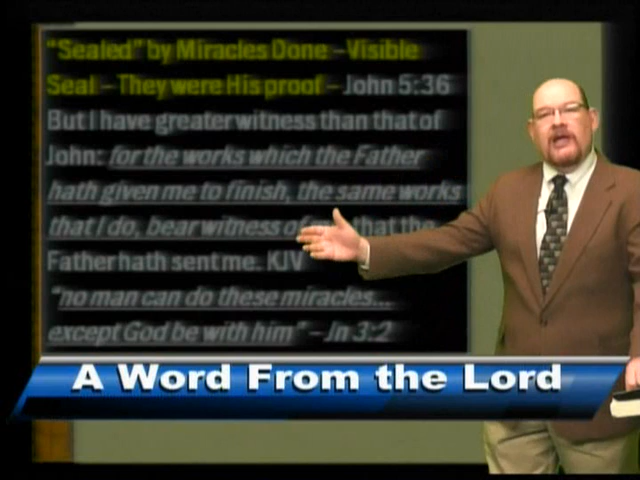 “Sealed” by Miracles Done – Visible
Seal – They were His proof – John 5:36
But I have greater witness than that of
John: for the works which the Father
hath given me to finish, the same works
that I do, bear witness of me, that the
Father hath sent me. KJV
“no man can do these miracles...
except God be with him” – Jn 3:2
A Word From the Lord